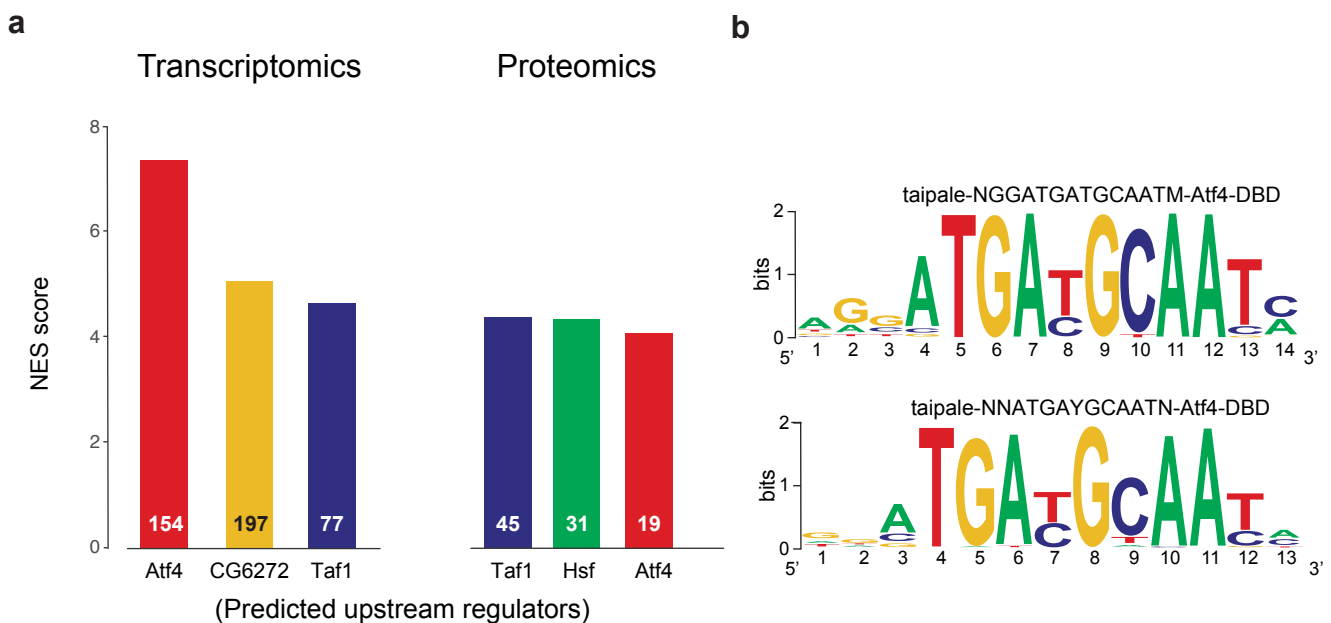 a
Transcriptomics
Proteomics
NES score
8
6
4
2
0
154
197
77
45
31
19
Atf4
CG6272
Taf1
Taf1
Hsf
Atf4
(Predicted upstream regulators)
b
taipale-NGGATGATGCAATM-Atf4-DBD
bits
2
1
0
ATGATGCAATC
5’
1 2 3 4 5 6 7 8 9 10 11 12 13 14
3’
taipale-NNATGAYGCAATN-Atf4-DBD
bits
2
1
0
ATGATGCAAT
5’
1 2 3 4 5 6 7 8 9 10 11 12 13
3’